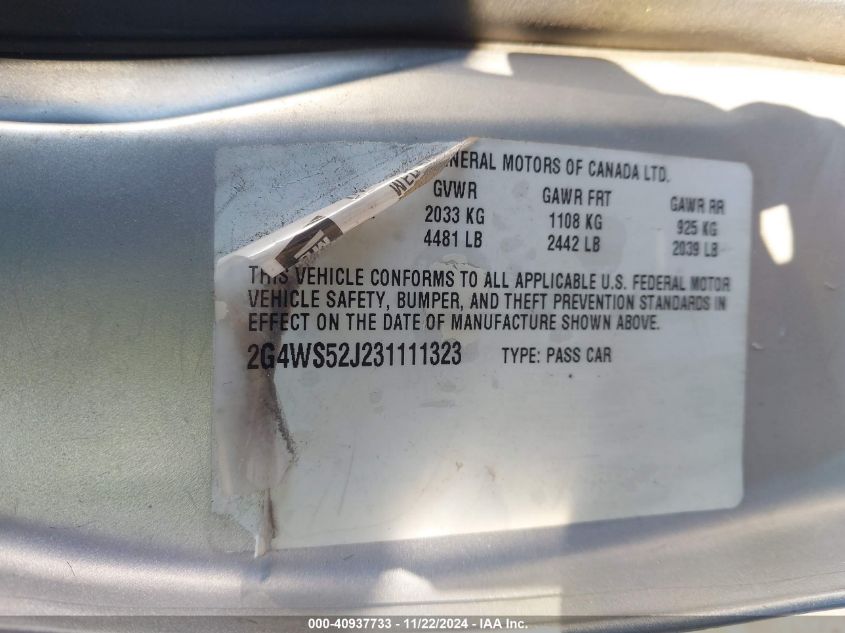 GENERAL MOTORS OF CANADA LTD.
GVWR GAWR FRT GAWR RR
2033 KG 1108 KG 925 KG
4481 LB 2442 LB 2039 LB
THIS VEHICLE CONFORMS TO ALL APPLICABLE U.S. FEDERAL MOTOR
VEHICLE SAFETY, BUMPER, AND THEFT PREVENTION STANDARDS IN
EFFECT ON THE DATE OF MANUFACTURE SHOWN ABOVE.
2G4WS52J231111323 TYPE: PASS CAR
000-40937733 - 11/22/2024 - IAA Inc.